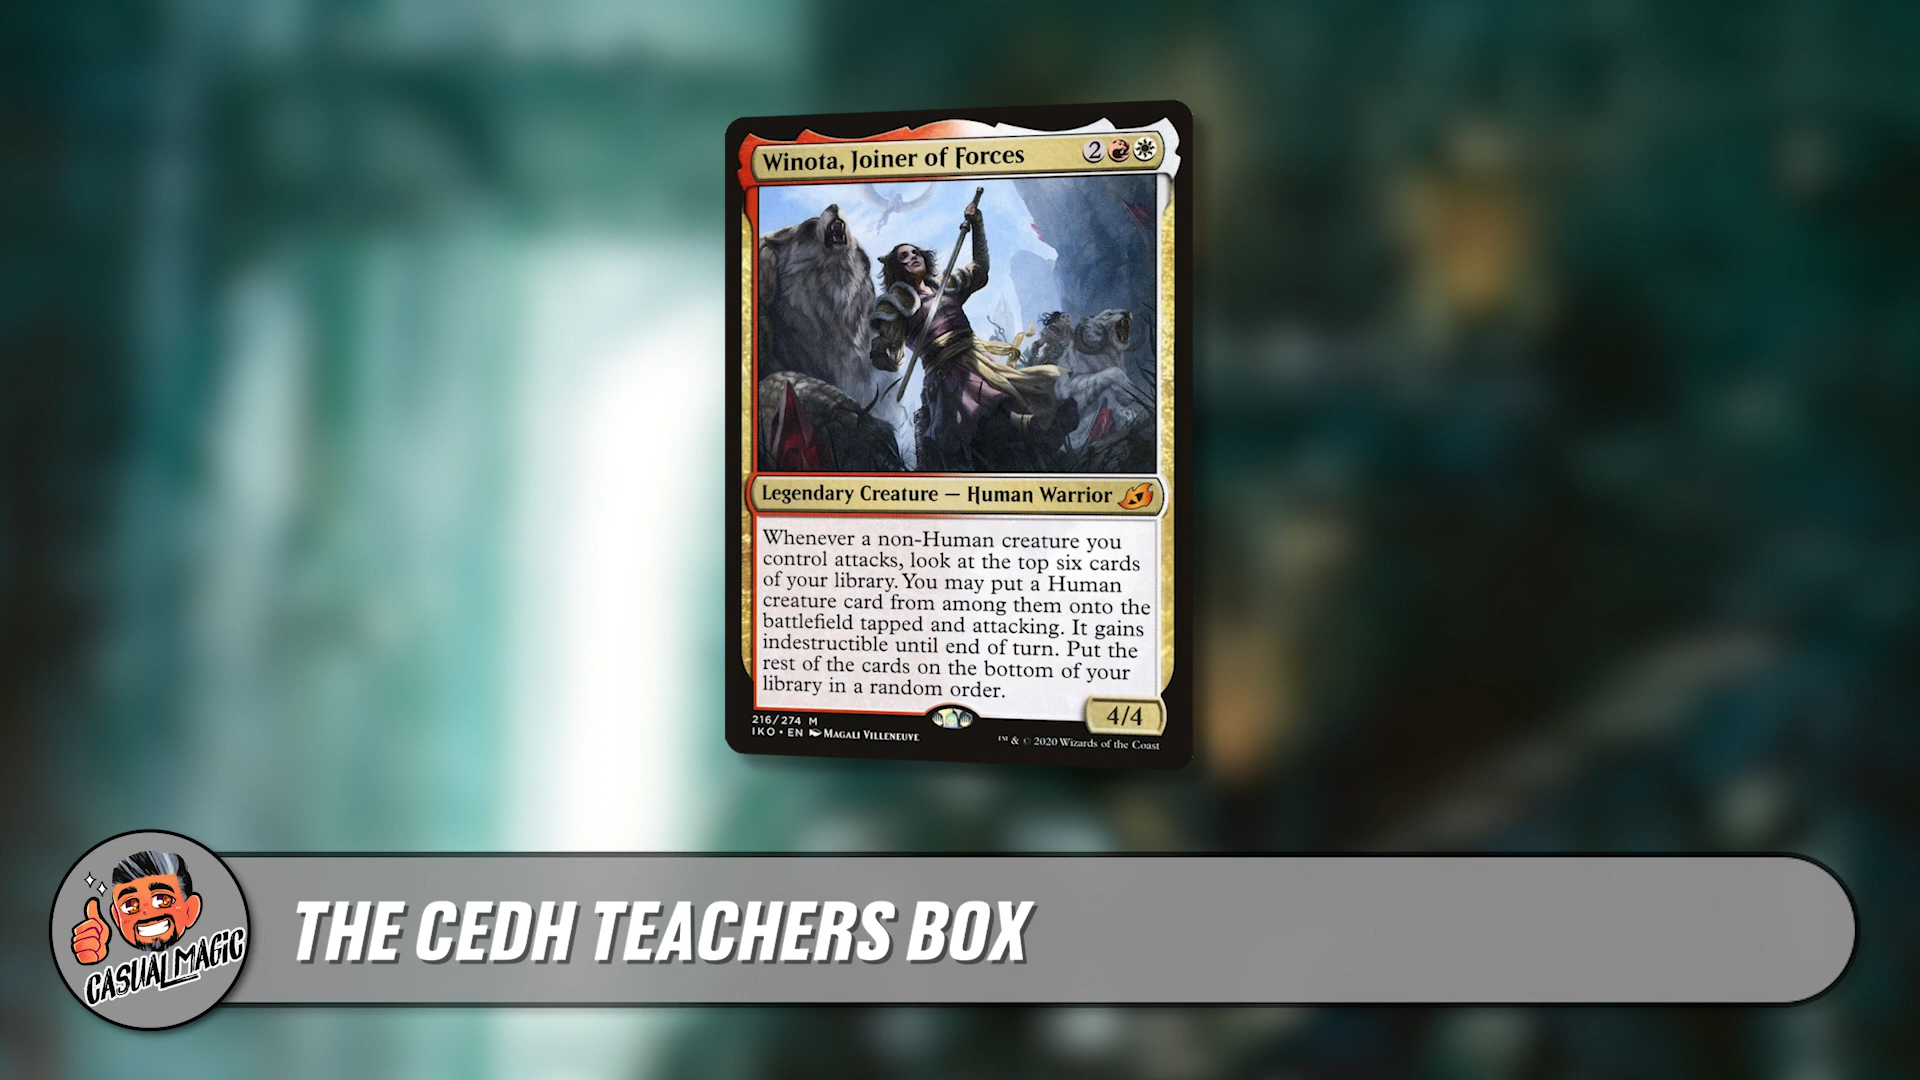 Winota, Joiner of Forces 2
Legendary Creature — Human Warrior
Whenever a non-Human creature you
control attacks, look at the top six cards
of your library. You may put a Human
creature card from among them onto the
battlefield tapped and attacking. It gains
indestructible until end of turn. Put the
rest of the cards on the bottom of your
library in a random order.
4/4
216/274 M
IKO • EN MAGALI VILLENEUVE
™ & © 2020 Wizards of the Coast
THE CEDH TEACHERS BOX
CASUAL MAGIC